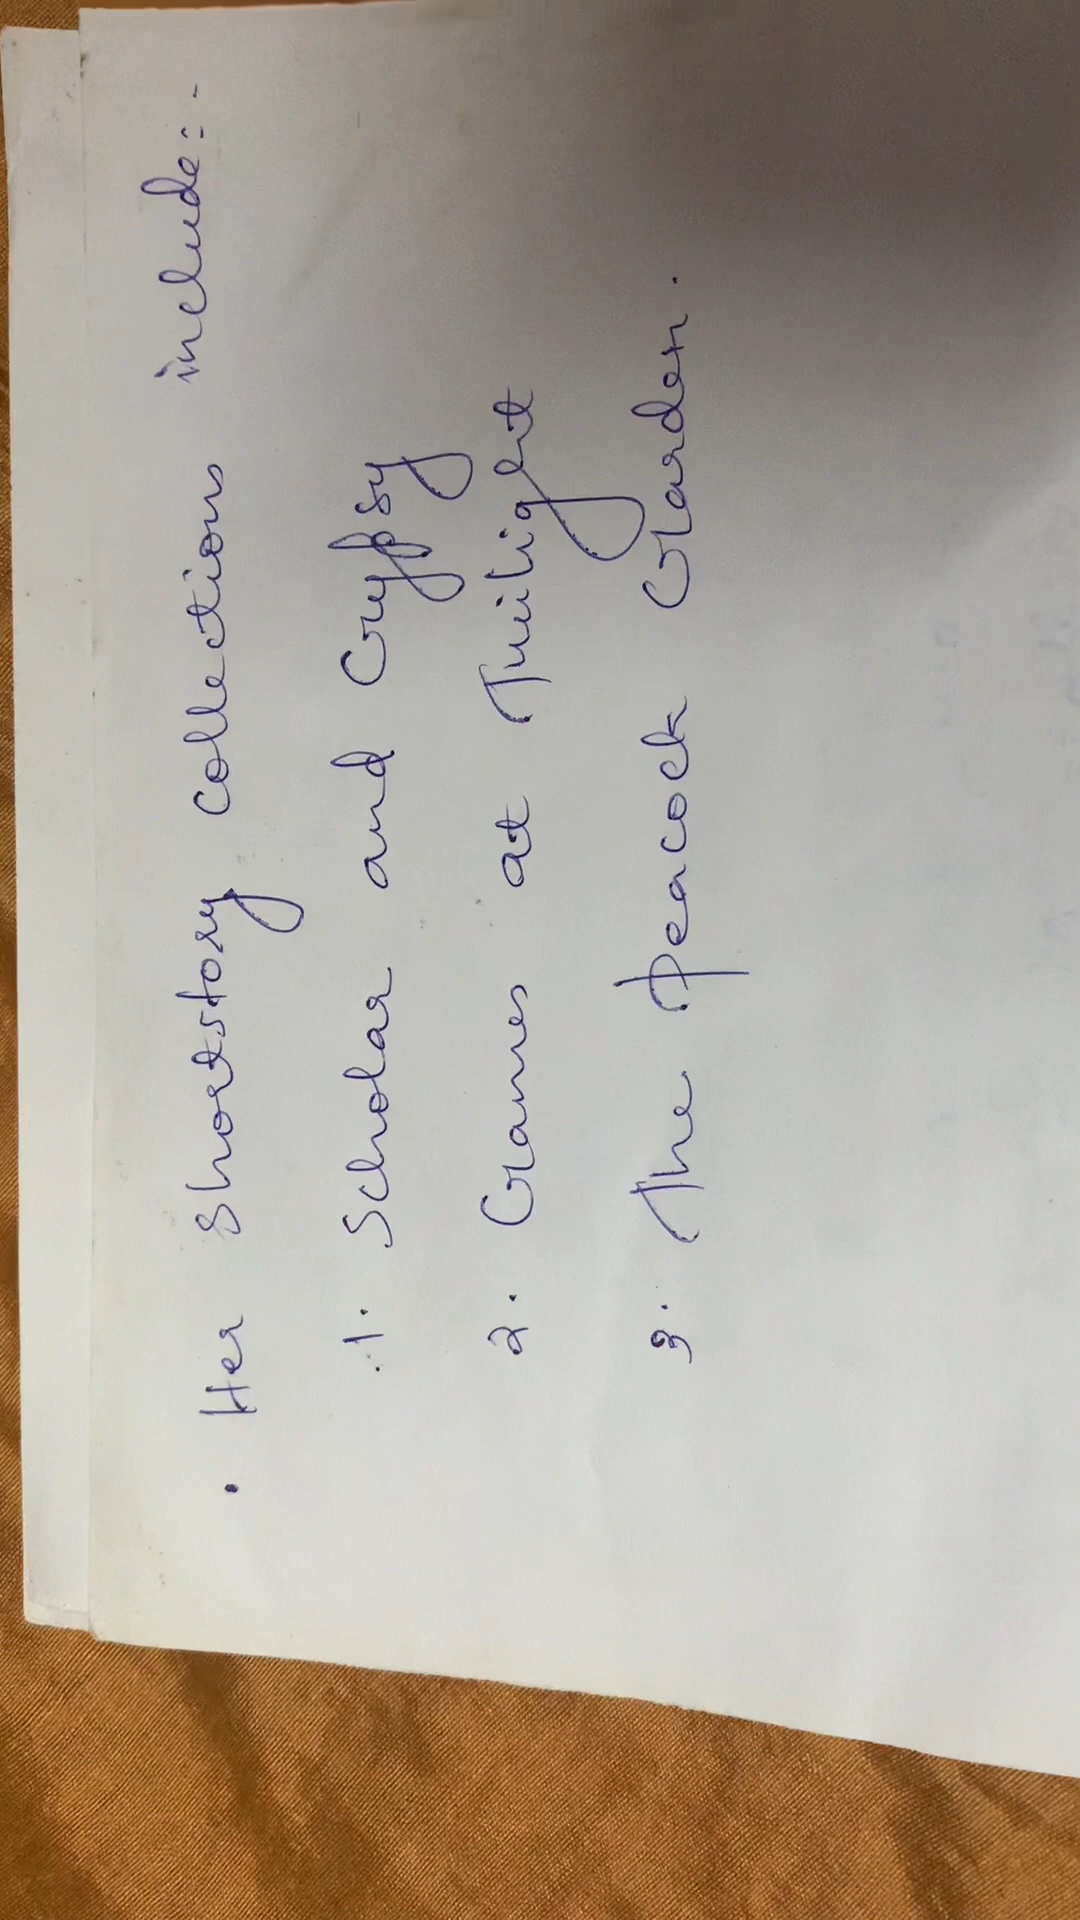 • Her Shortstory collections include:-
1. Scholar and Gypsy
2. Games at Twilight
3. The Peacock Garden.